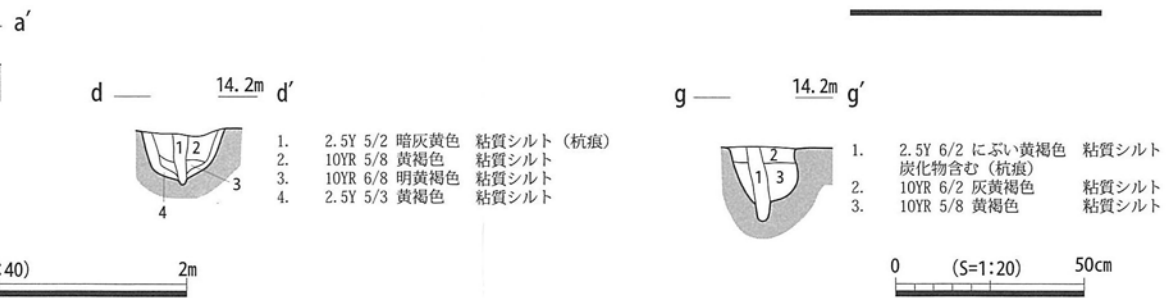 a′
d 14.2m d′
1. 2.5Y 5/2 暗灰黄色 粘質シルト（杭痕）
2. 10YR 5/8 黄褐色 粘質シルト
3. 10YR 6/8 明黄褐色 粘質シルト
4. 2.5Y 5/3 黄褐色 粘質シルト
1 2
3
4
:40) 2m
g 14.2m g′
1. 2.5Y 6/2 にぶい黄褐色 粘質シルト
炭化物含む（杭痕）
2. 10YR 6/2 灰黄褐色 粘質シルト
3. 10YR 5/8 黄褐色 粘質シルト
2
1 3
0 (S=1:20) 50cm